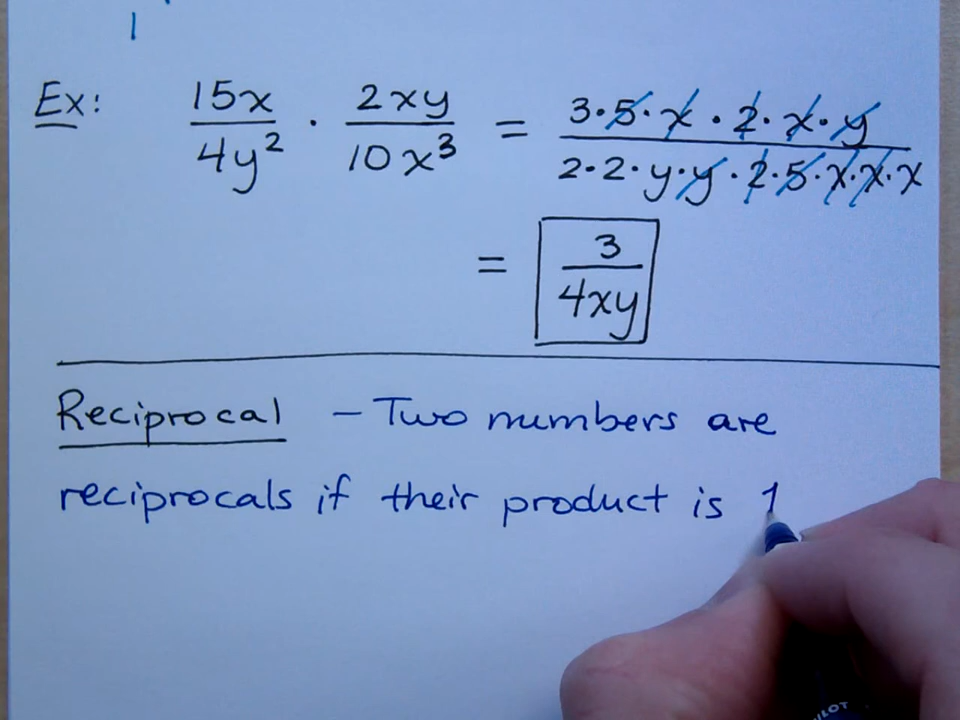 1
Ex: 15x/4y² · 2xy/10x³ = 3·5·x·2·x·y/2·2·y·y·2·5·x·x·x
= 3/4xy
Reciprocal – Two numbers are
reciprocals if their product is 1